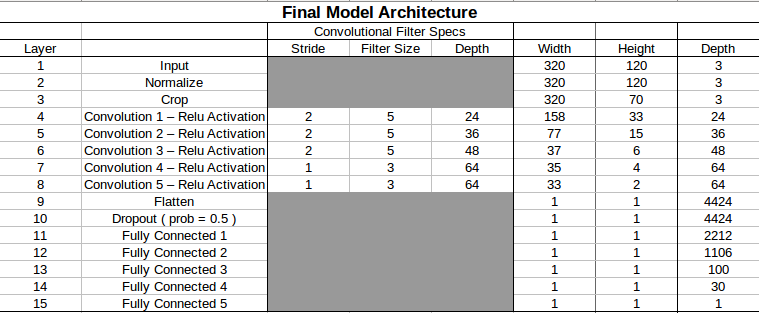 Final Model Architecture
Convolutional Filter Specs
Layer Stride Filter Size Depth Width Height Depth
1 Input 320 120 3
2 Normalize 320 120 3
3 Crop 320 70 3
4 Convolution 1 – Relu Activation 2 5 24 158 33 24
5 Convolution 2 – Relu Activation 2 5 36 77 15 36
6 Convolution 3 – Relu Activation 2 5 48 37 6 48
7 Convolution 4 – Relu Activation 1 3 64 35 4 64
8 Convolution 5 – Relu Activation 1 3 64 33 2 64
9 Flatten 1 1 4424
10 Dropout ( prob = 0.5 ) 1 1 4424
11 Fully Connected 1 1 1 2212
12 Fully Connected 2 1 1 1106
13 Fully Connected 3 1 1 100
14 Fully Connected 4 1 1 30
15 Fully Connected 5 1 1 1